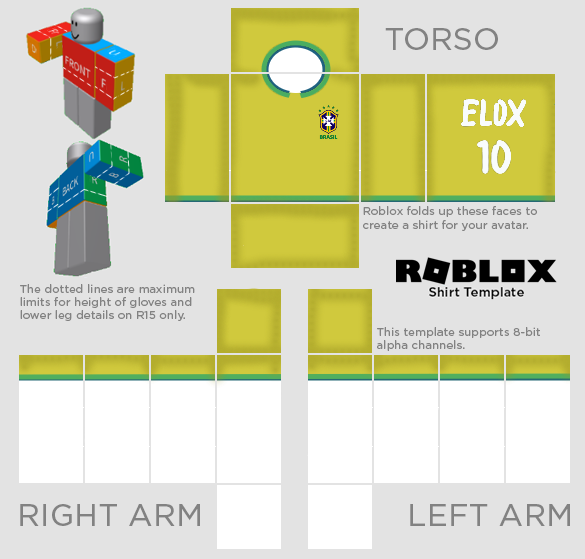 TORSO
FRONT
F
L
D
R
U
ELOX
10
BRASIL
U
R
BACK
R
B
Roblox folds up these faces to
create a shirt for your avatar.
ROBLOX
Shirt Template
The dotted lines are maximum
limits for height of gloves and
lower leg details on R15 only.
This template supports 8-bit
alpha channels.
RIGHT ARM
LEFT ARM